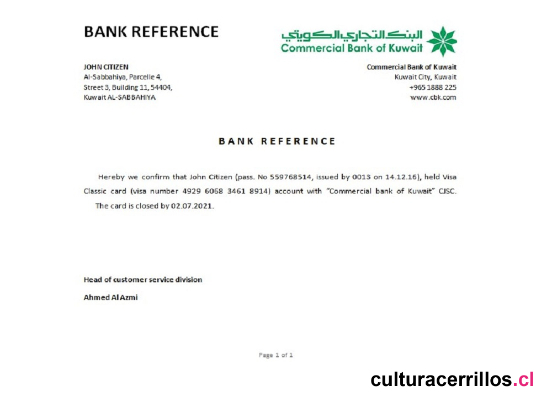 BANK REFERENCE
البنك التجاري الكويتي
Commercial Bank of Kuwait
JOHN CITIZEN
Al-Sabbahiya, Parcelle 4,
Street 3, Building 11, 54404,
Kuwait AL-SABBAHIYA
Commercial Bank of Kuwait
Kuwait City, Kuwait
+965 1888 225
www.cbk.com
BANK REFERENCE
Hereby we confirm that John Citizen (pass. No 559768514, issued by 0013 on 14.12.16), held Visa
Classic card (visa number 4929 6068 3461 8914) account with "Commercial bank of Kuwait" CJSC.
The card is closed by 02.07.2021.
Head of customer service division
Ahmed Al Azmi
Page 1 of 1
culturacerrillos.cl